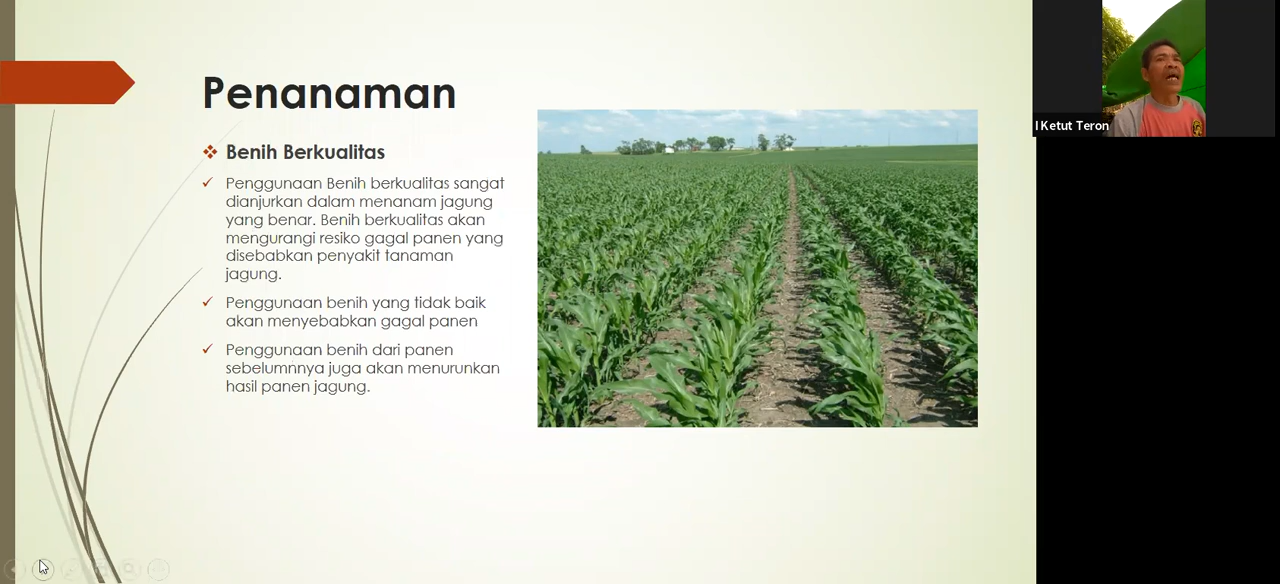 Penanaman
Benih Berkualitas
Penggunaan Benih berkualitas sangat
dianjurkan dalam menanam jagung
yang benar. Benih berkualitas akan
mengurangi resiko gagal panen yang
disebabkan penyakit tanaman
jagung.
Penggunaan benih yang tidak baik
akan menyebabkan gagal panen
Penggunaan benih dari panen
sebelumnnya juga akan menurunkan
hasil panen jagung.
I Ketut Teron